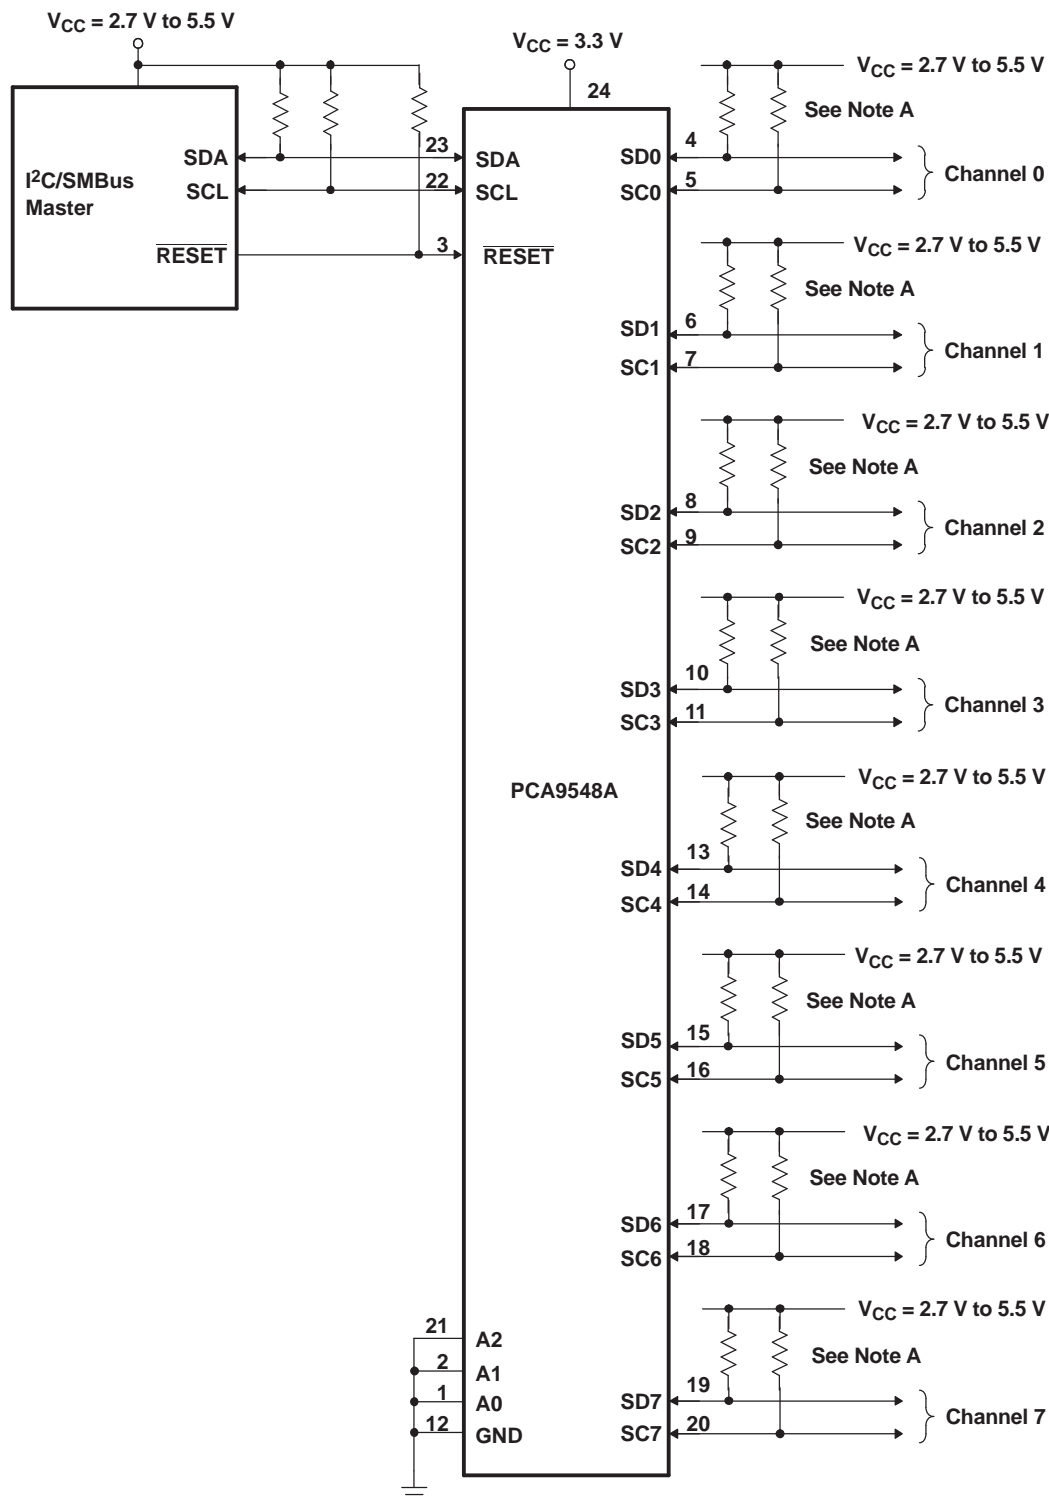 VCC = 2.7 V to 5.5 V
VCC = 3.3 V
24
I2C/SMBus
Master
SDA
SCL
RESET
23
22
3
SDA
SCL
RESET
PCA9548A
21
2
1
12
A2
A1
A0
GND
VCC = 2.7 V to 5.5 V
See Note A
SD0
4
SC0
5
Channel 0
VCC = 2.7 V to 5.5 V
See Note A
SD1
6
SC1
7
Channel 1
VCC = 2.7 V to 5.5 V
See Note A
SD2
8
SC2
9
Channel 2
VCC = 2.7 V to 5.5 V
See Note A
SD3
10
SC3
11
Channel 3
VCC = 2.7 V to 5.5 V
See Note A
SD4
13
SC4
14
Channel 4
VCC = 2.7 V to 5.5 V
See Note A
SD5
15
SC5
16
Channel 5
VCC = 2.7 V to 5.5 V
See Note A
SD6
17
SC6
18
Channel 6
VCC = 2.7 V to 5.5 V
See Note A
SD7
19
SC7
20
Channel 7